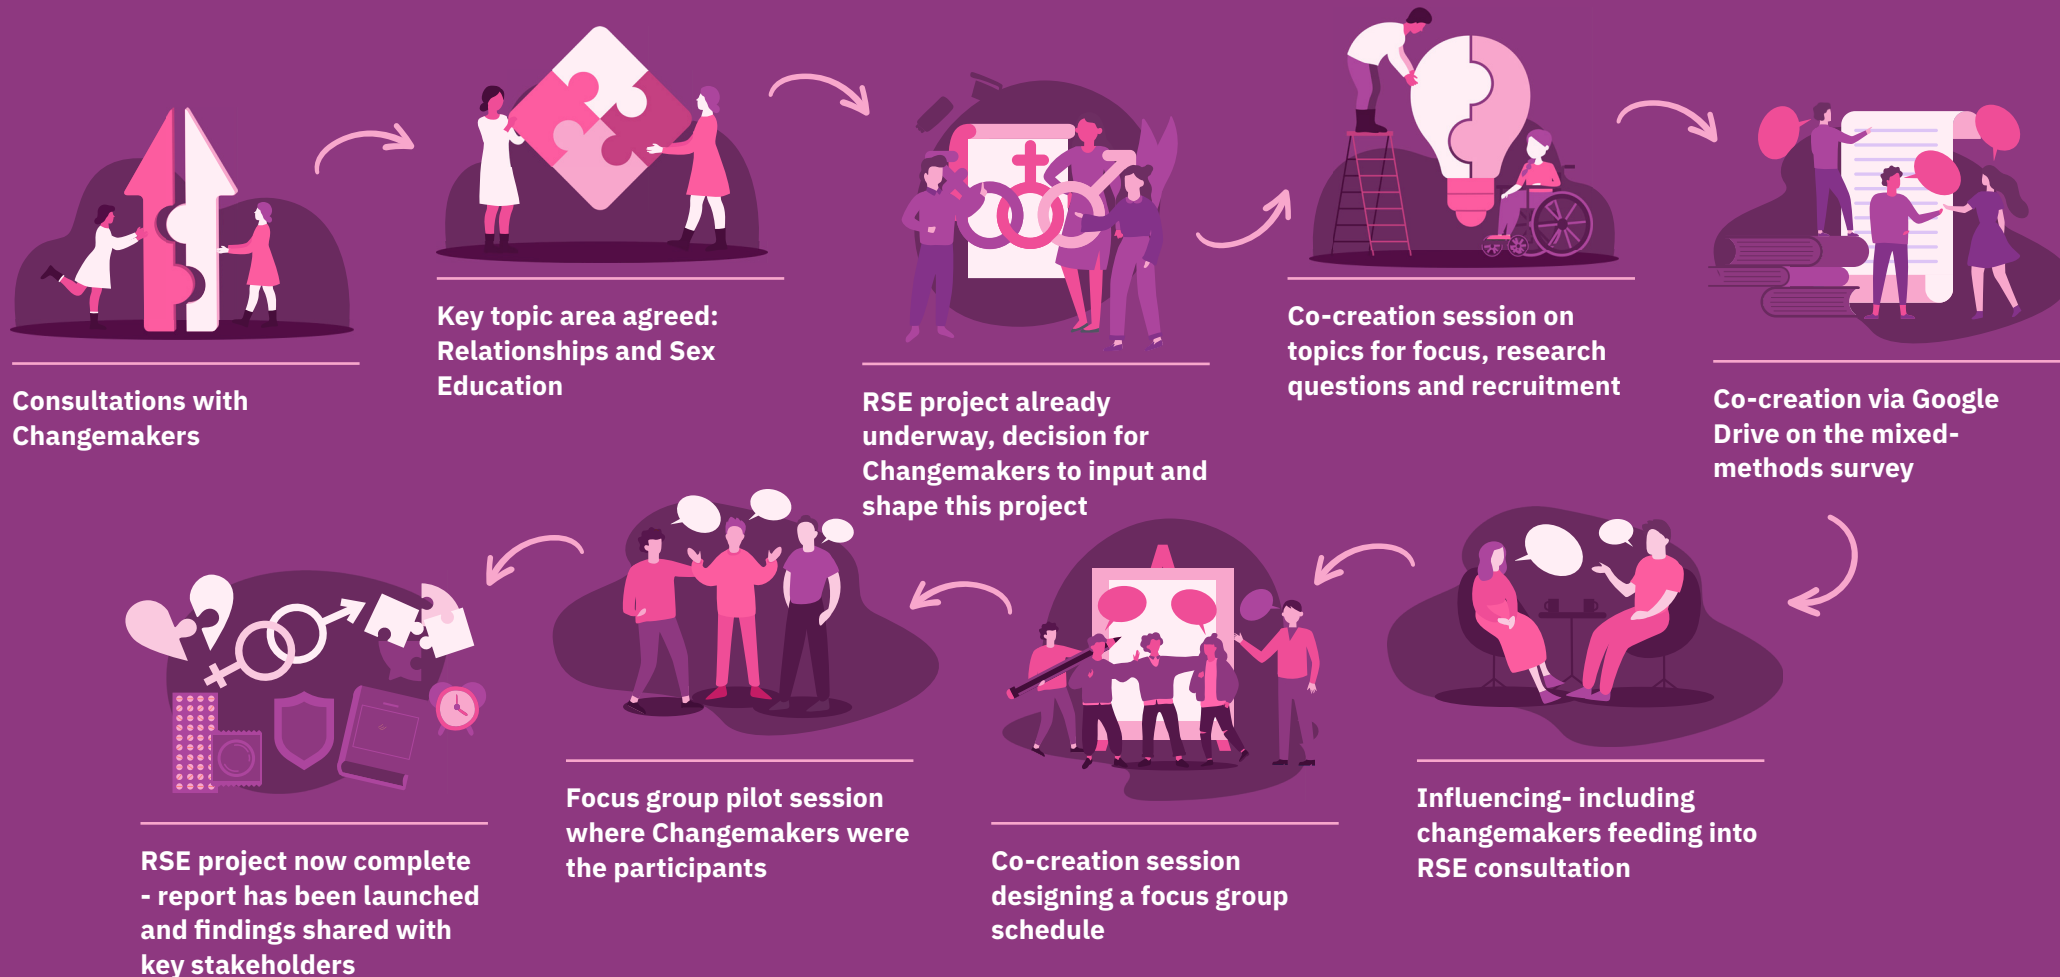 Consultations with
Changemakers
Key topic area agreed:
Relationships and Sex
Education
RSE project already
underway, decision for
Changemakers to input and
shape this project
Co-creation session on
topics for focus, research
questions and recruitment
Co-creation via Google
Drive on the mixed-
methods survey
Influencing- including
changemakers feeding into
RSE consultation
Co-creation session
designing a focus group
schedule
Focus group pilot session
where Changemakers were
the participants
RSE project now complete
- report has been launched
and findings shared with
key stakeholders